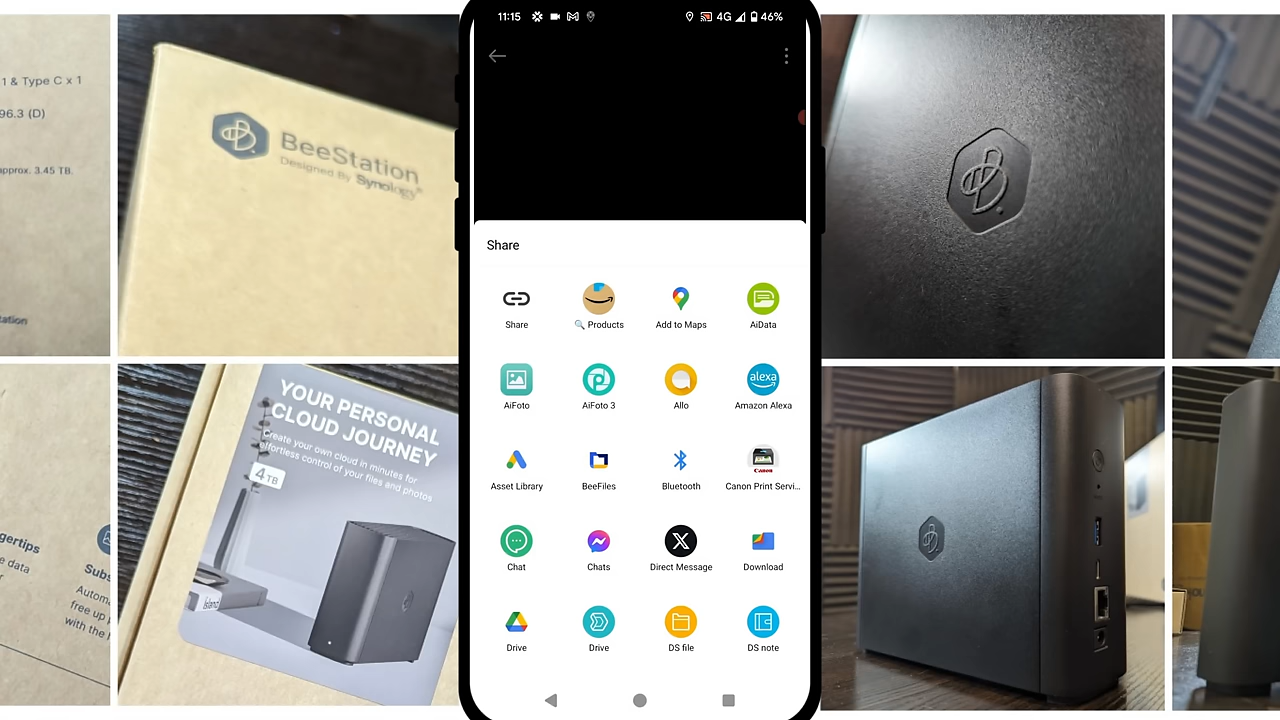 1 & Type C x 1
96.3 (D)
approx. 3.45 TB.
BeeStation
Designed By Synology®
gertips
e data
Subs
Autom
free up
with the
YOUR PERSONAL
CLOUD JOURNEY
Create your own cloud in minutes for
effortless control of your files and photos
4TB
island
11:15
4G
46%
Share
Share
🔍 Products
Add to Maps
AiData
AiFoto
AiFoto 3
Allo
alexa
Amazon Alexa
Asset Library
BeeFiles
Bluetooth
Canon
Canon Print Servi...
Chat
Chats
Direct Message
Download
Drive
Drive
DS file
DS note